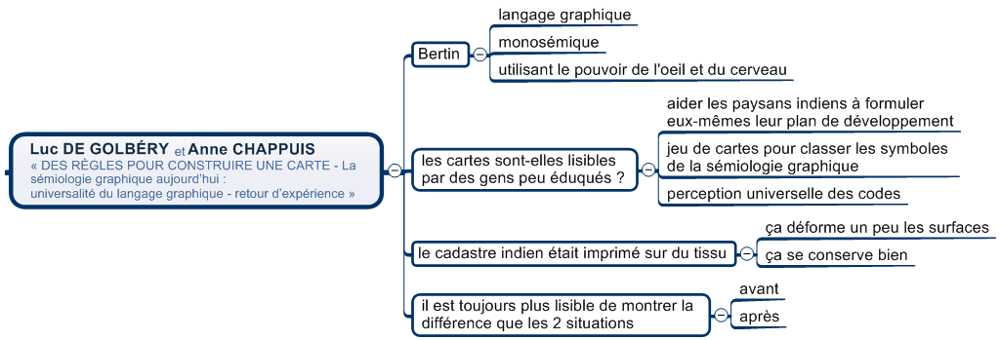 Luc DE GOLBÉRY et Anne CHAPPUIS
« DES RÈGLES POUR CONSTRUIRE UNE CARTE - La
sémiologie graphique aujourd'hui :
universalité du langage graphique - retour d'expérience »
Bertin
langage graphique
monosémique
utilisant le pouvoir de l'oeil et du cerveau
les cartes sont-elles lisibles
par des gens peu éduqués ?
aider les paysans indiens à formuler
eux-mêmes leur plan de développement
jeu de cartes pour classer les symboles
de la sémiologie graphique
perception universelle des codes
le cadastre indien était imprimé sur du tissu
ça déforme un peu les surfaces
ça se conserve bien
il est toujours plus lisible de montrer la
différence que les 2 situations
avant
après